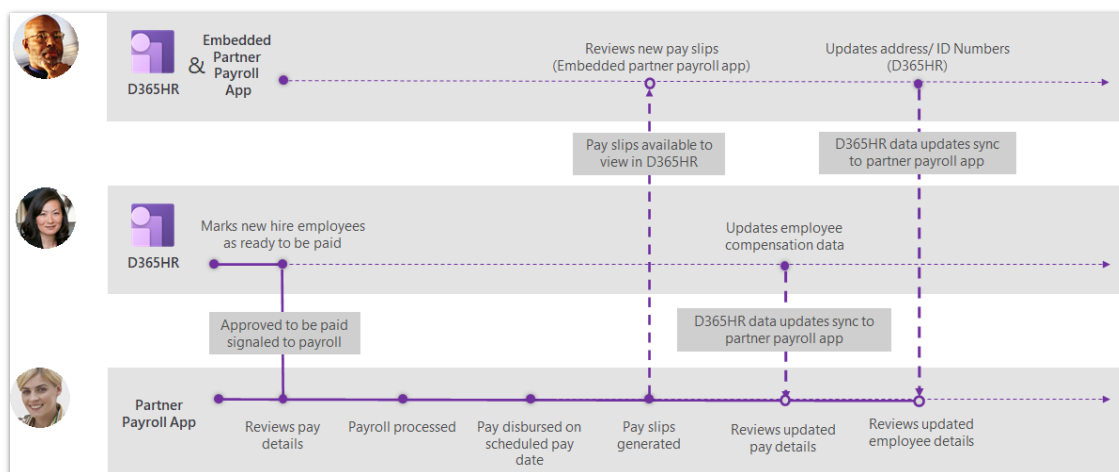 D365HR
&
Embedded
Partner
Payroll
App
Reviews new pay slips
(Embedded partner payroll app)
Updates address/ ID Numbers
(D365HR)
Pay slips available to
view in D365HR
D365HR data updates sync
to partner payroll app
D365HR
Marks new hire employees
as ready to be paid
Updates employee
compensation data
Approved to be paid
signaled to payroll
D365HR data updates sync to
partner payroll app
Partner
Payroll App
Reviews pay
details
Payroll processed
Pay disbursed on
scheduled pay
date
Pay slips
generated
Reviews updated
pay details
Reviews updated
employee details